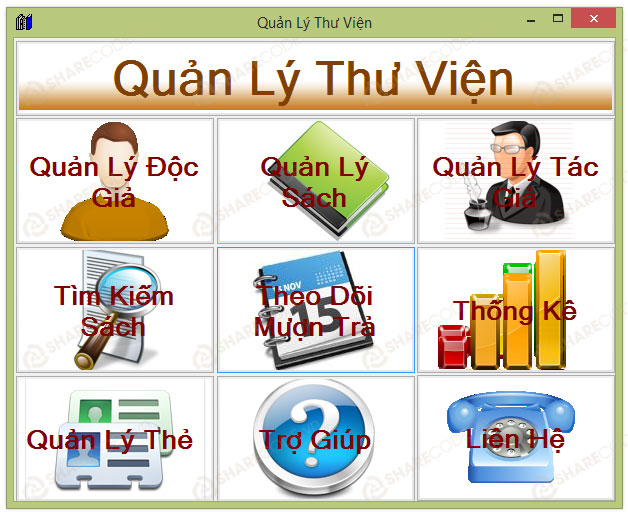 Quản Lý Thư Viện
Quản Lý Thư Viện
Quản Lý Độc
Giả
Quản Lý
Sách
Quản Lý Tác
Giả
Tìm Kiếm
Sách
NOV
15
Theo Dõi
Mượn Trả
Thống Kê
Quản Lý Thẻ
?
Trợ Giúp
Liên Hệ
SHARECODE